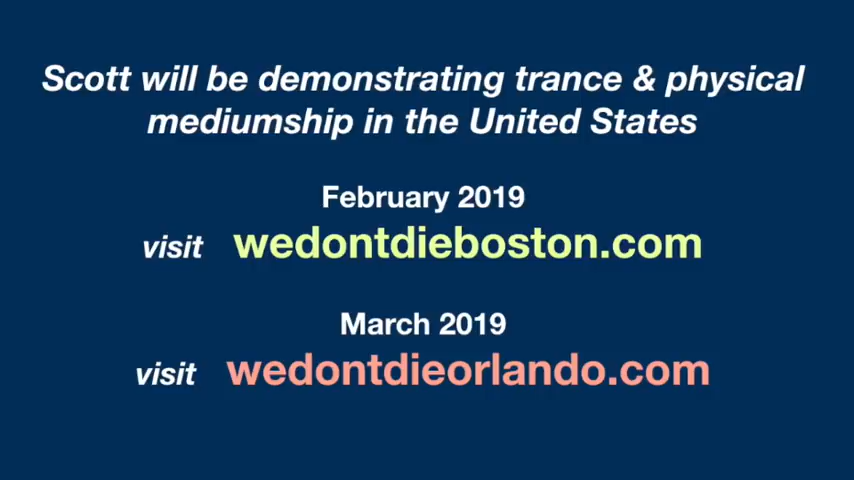 Scott will be demonstrating trance & physical
mediumship in the United States
February 2019
visit wedontdieboston.com
March 2019
visit wedontdieorlando.com